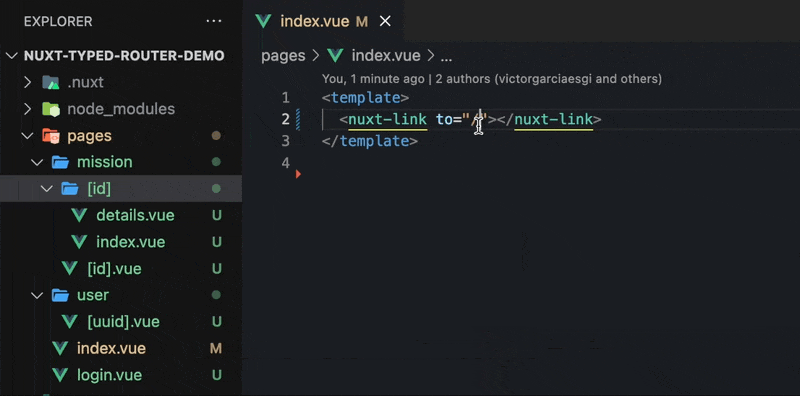 EXPLORER ...
NUXT-TYPED-ROUTER-DEMO
.nuxt
node_modules
pages
mission
[id]
details.vue U
index.vue U
[id].vue U
user
[uuid].vue U
index.vue M
login.vue U
index.vue M
pages > index.vue > ...
You, 1 minute ago | 2 authors (victorgarciaesgi and others)
1 <template>
2 <nuxt-link to="/"></nuxt-link>
3 </template>
4